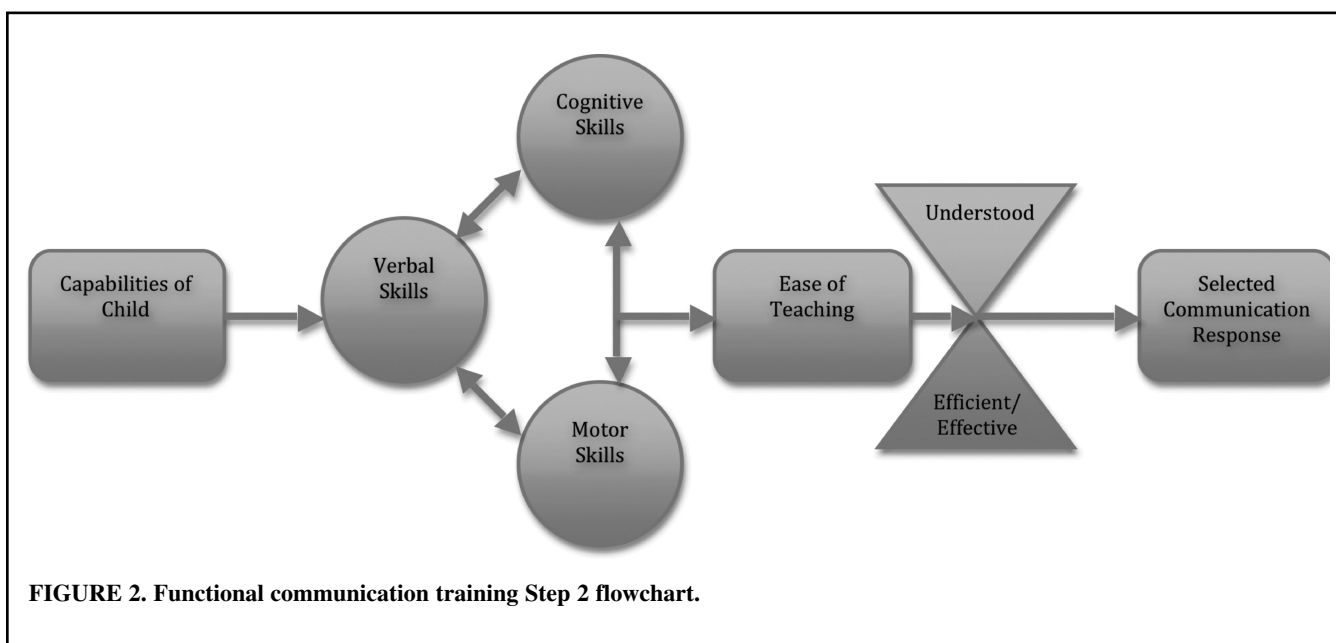 Capabilities of
Child
Verbal
Skills
Cognitive
Skills
Motor
Skills
Ease of
Teaching
Understood
Efficient/
Effective
Selected
Communication
Response
FIGURE 2. Functional communication training Step 2 flowchart.